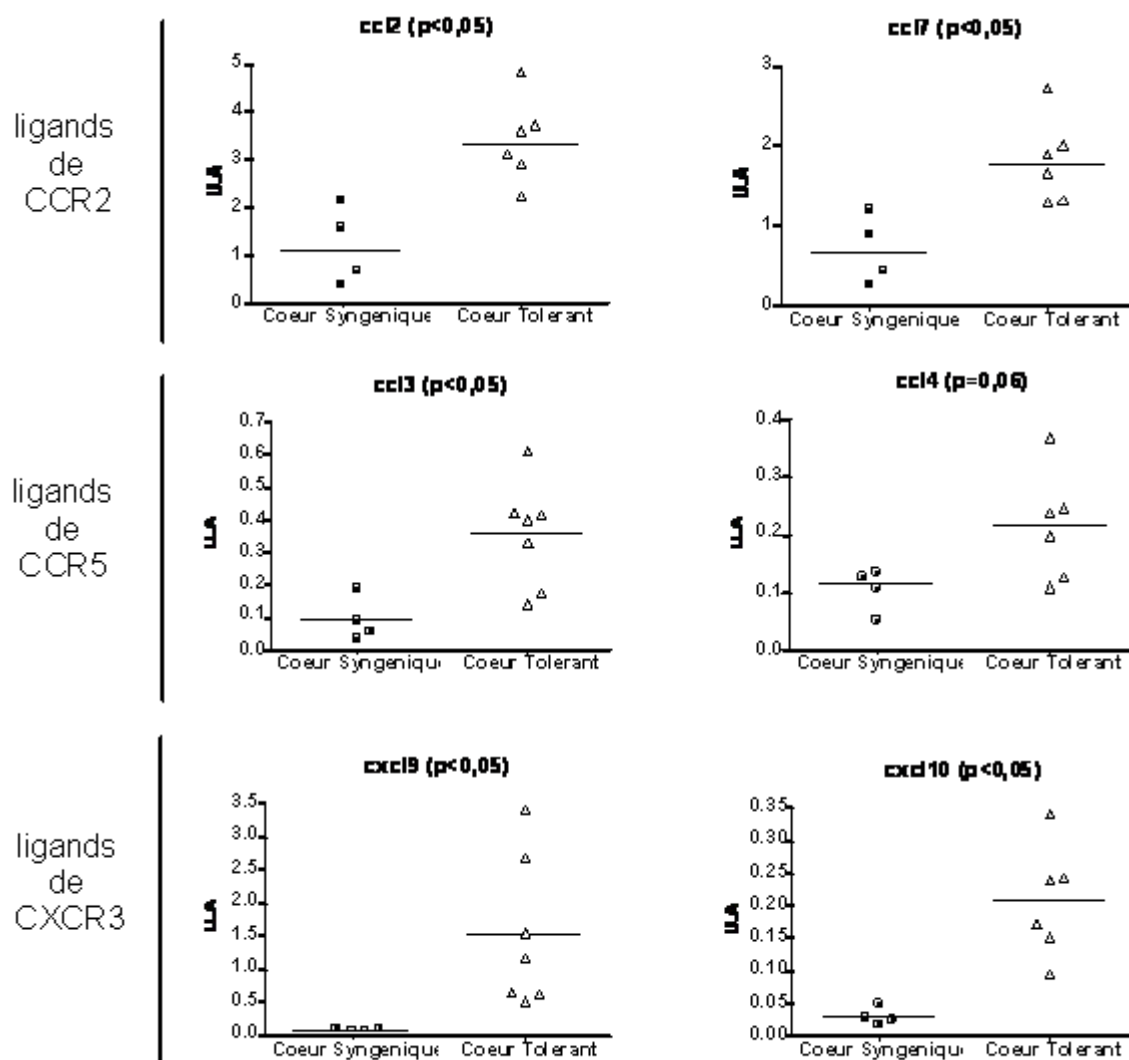 ligands
de
CCR2
ccl2 (p<0,05)
5
4
3
2
1
0
U.A
Coeur Syngenique
Coeur Tolerant
ccl7 (p<0,05)
3
2
1
0
U.A
Coeur Syngenique
Coeur Tolerant
ligands
de
CCR5
ccl3 (p<0,05)
0.7
0.6
0.5
0.4
0.3
0.2
0.1
0.0
U.A
Coeur Syngenique
Coeur Tolerant
ccl4 (p=0,06)
0.4
0.3
0.2
0.1
0.0
U.A
Coeur Syngenique
Coeur Tolerant
ligands
de
CXCR3
cxcl9 (p<0,05)
3.5
3.0
2.5
2.0
1.5
1.0
0.5
0.0
U.A
Coeur Syngenique
Coeur Tolerant
cxcl10 (p<0,05)
0.35
0.30
0.25
0.20
0.15
0.10
0.05
0.00
U.A
Coeur Syngenique
Coeur Tolerant